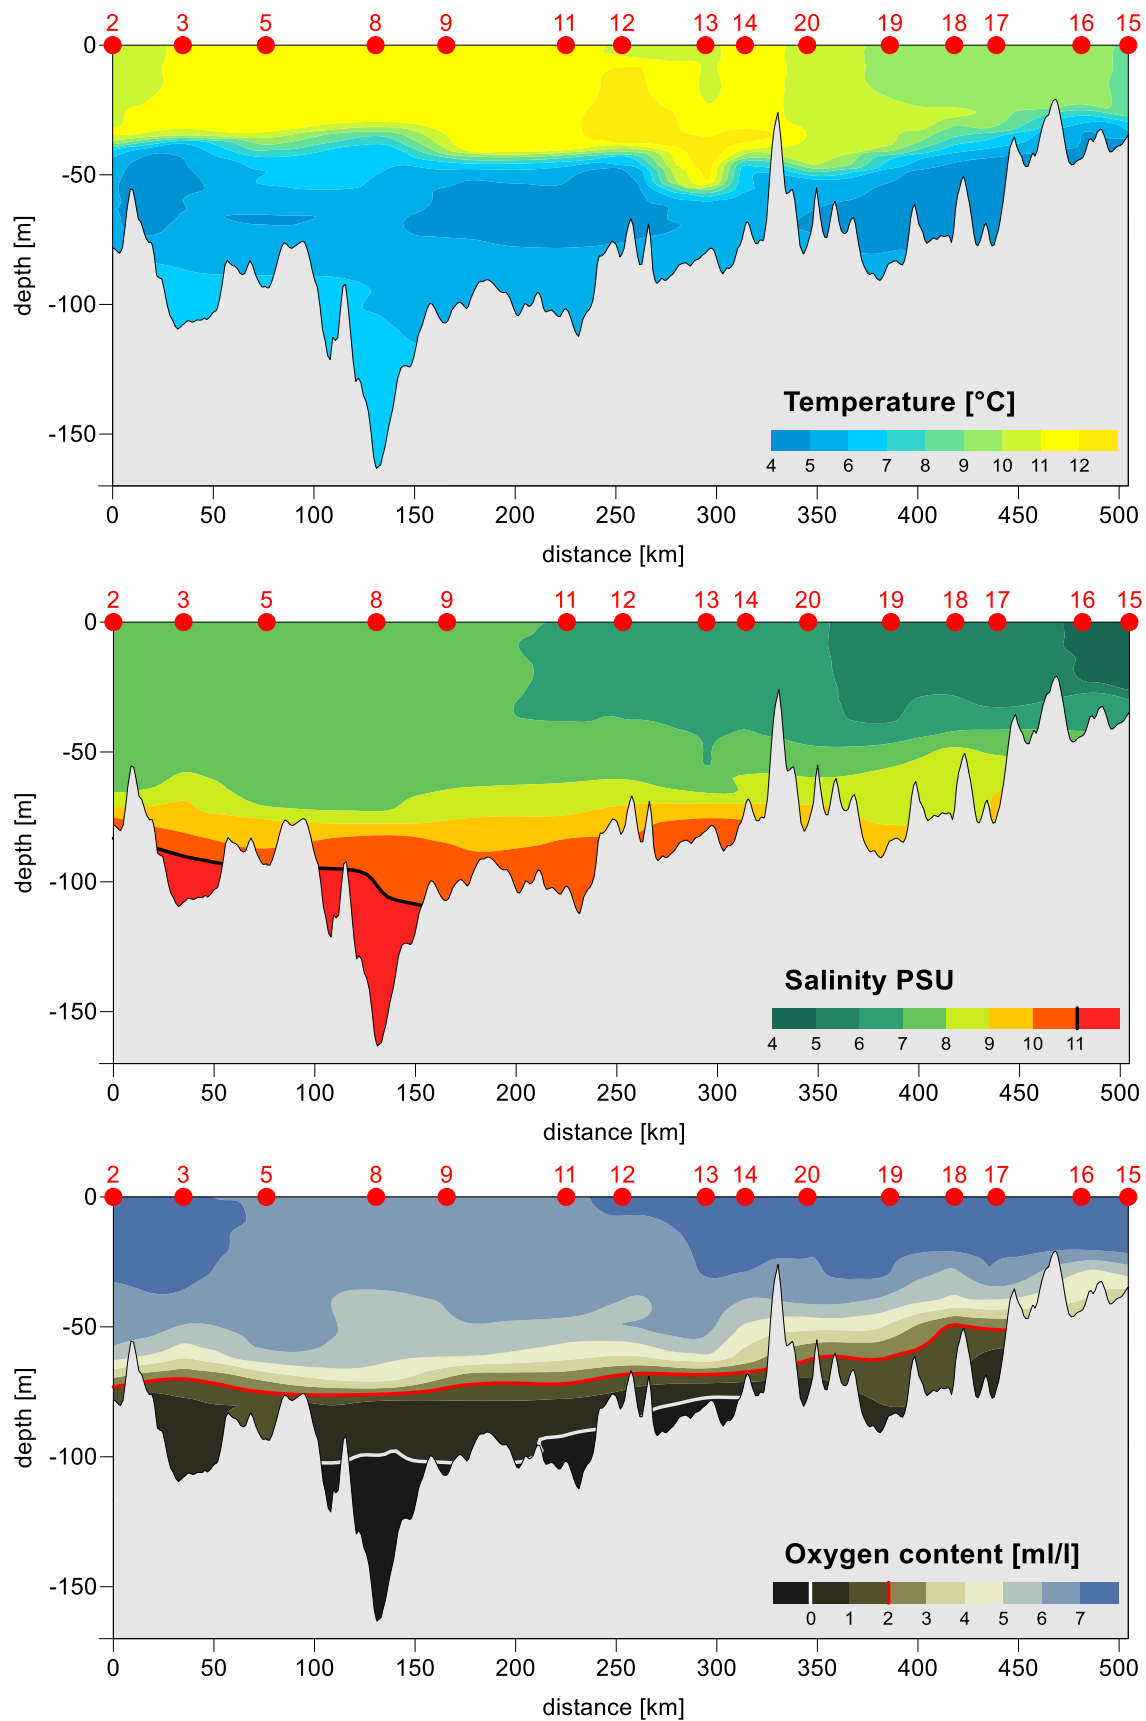 2 3 5 8 9 11 12 13 14 20 19 18 17 16 15
0
-50
-100
-150
depth [m]
Temperature [°C]
4 5 6 7 8 9 10 11 12
0 50 100 150 200 250 300 350 400 450 500
distance [km]
2 3 5 8 9 11 12 13 14 20 19 18 17 16 15
0
-50
-100
-150
depth [m]
Salinity PSU
4 5 6 7 8 9 10 11
0 50 100 150 200 250 300 350 400 450 500
distance [km]
2 3 5 8 9 11 12 13 14 20 19 18 17 16 15
0
-50
-100
-150
depth [m]
Oxygen content [ml/l]
0 1 2 3 4 5 6 7
0 50 100 150 200 250 300 350 400 450 500
distance [km]